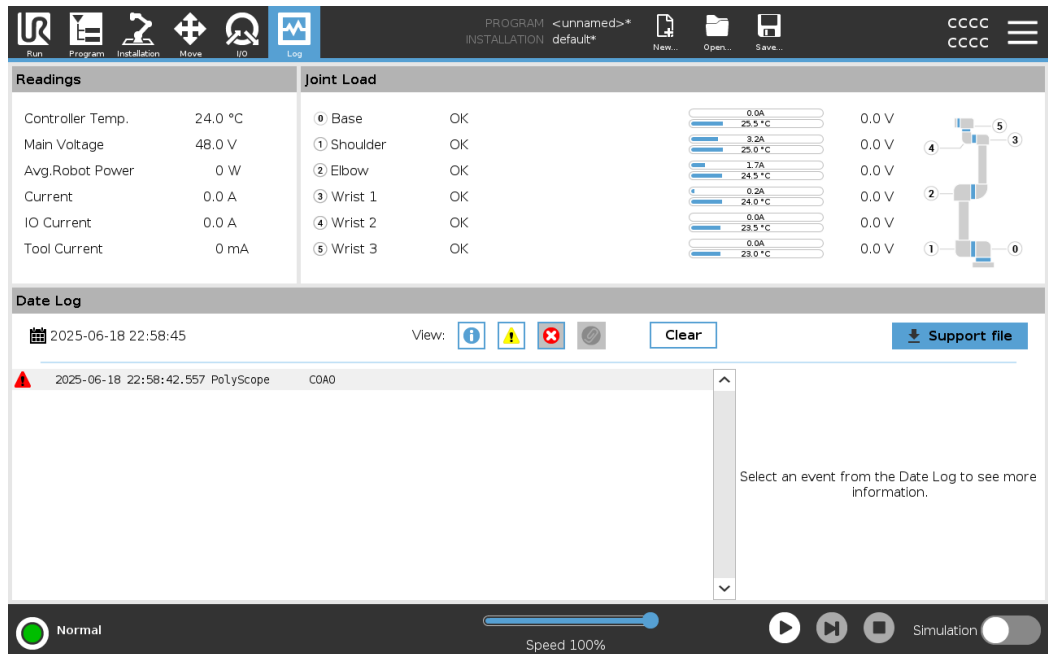 PROGRAM <unnamed>*
INSTALLATION default*
CCCC
CCCC
Run Program Installation Move I/O Log New... Open... Save...
Readings
Controller Temp. 24.0 °C
Main Voltage 48.0 V
Avg.Robot Power 0 W
Current 0.0 A
IO Current 0.0 A
Tool Current 0 mA
Joint Load
0 Base OK 0.0A 25.5 °C 0.0 V
1 Shoulder OK 3.2A 25.0 °C 0.0 V
2 Elbow OK 1.7A 24.5 °C 0.0 V
3 Wrist 1 OK 0.2A 24.0 °C 0.0 V
4 Wrist 2 OK 0.0A 23.5 °C 0.0 V
5 Wrist 3 OK 0.0A 23.0 °C 0.0 V
5
4 3
2
1 0
Date Log
2025-06-18 22:58:45 View: Clear Support file
2025-06-18 22:58:42.557 PolyScope C0A0
Select an event from the Date Log to see more
information.
Normal
Speed 100%
Simulation